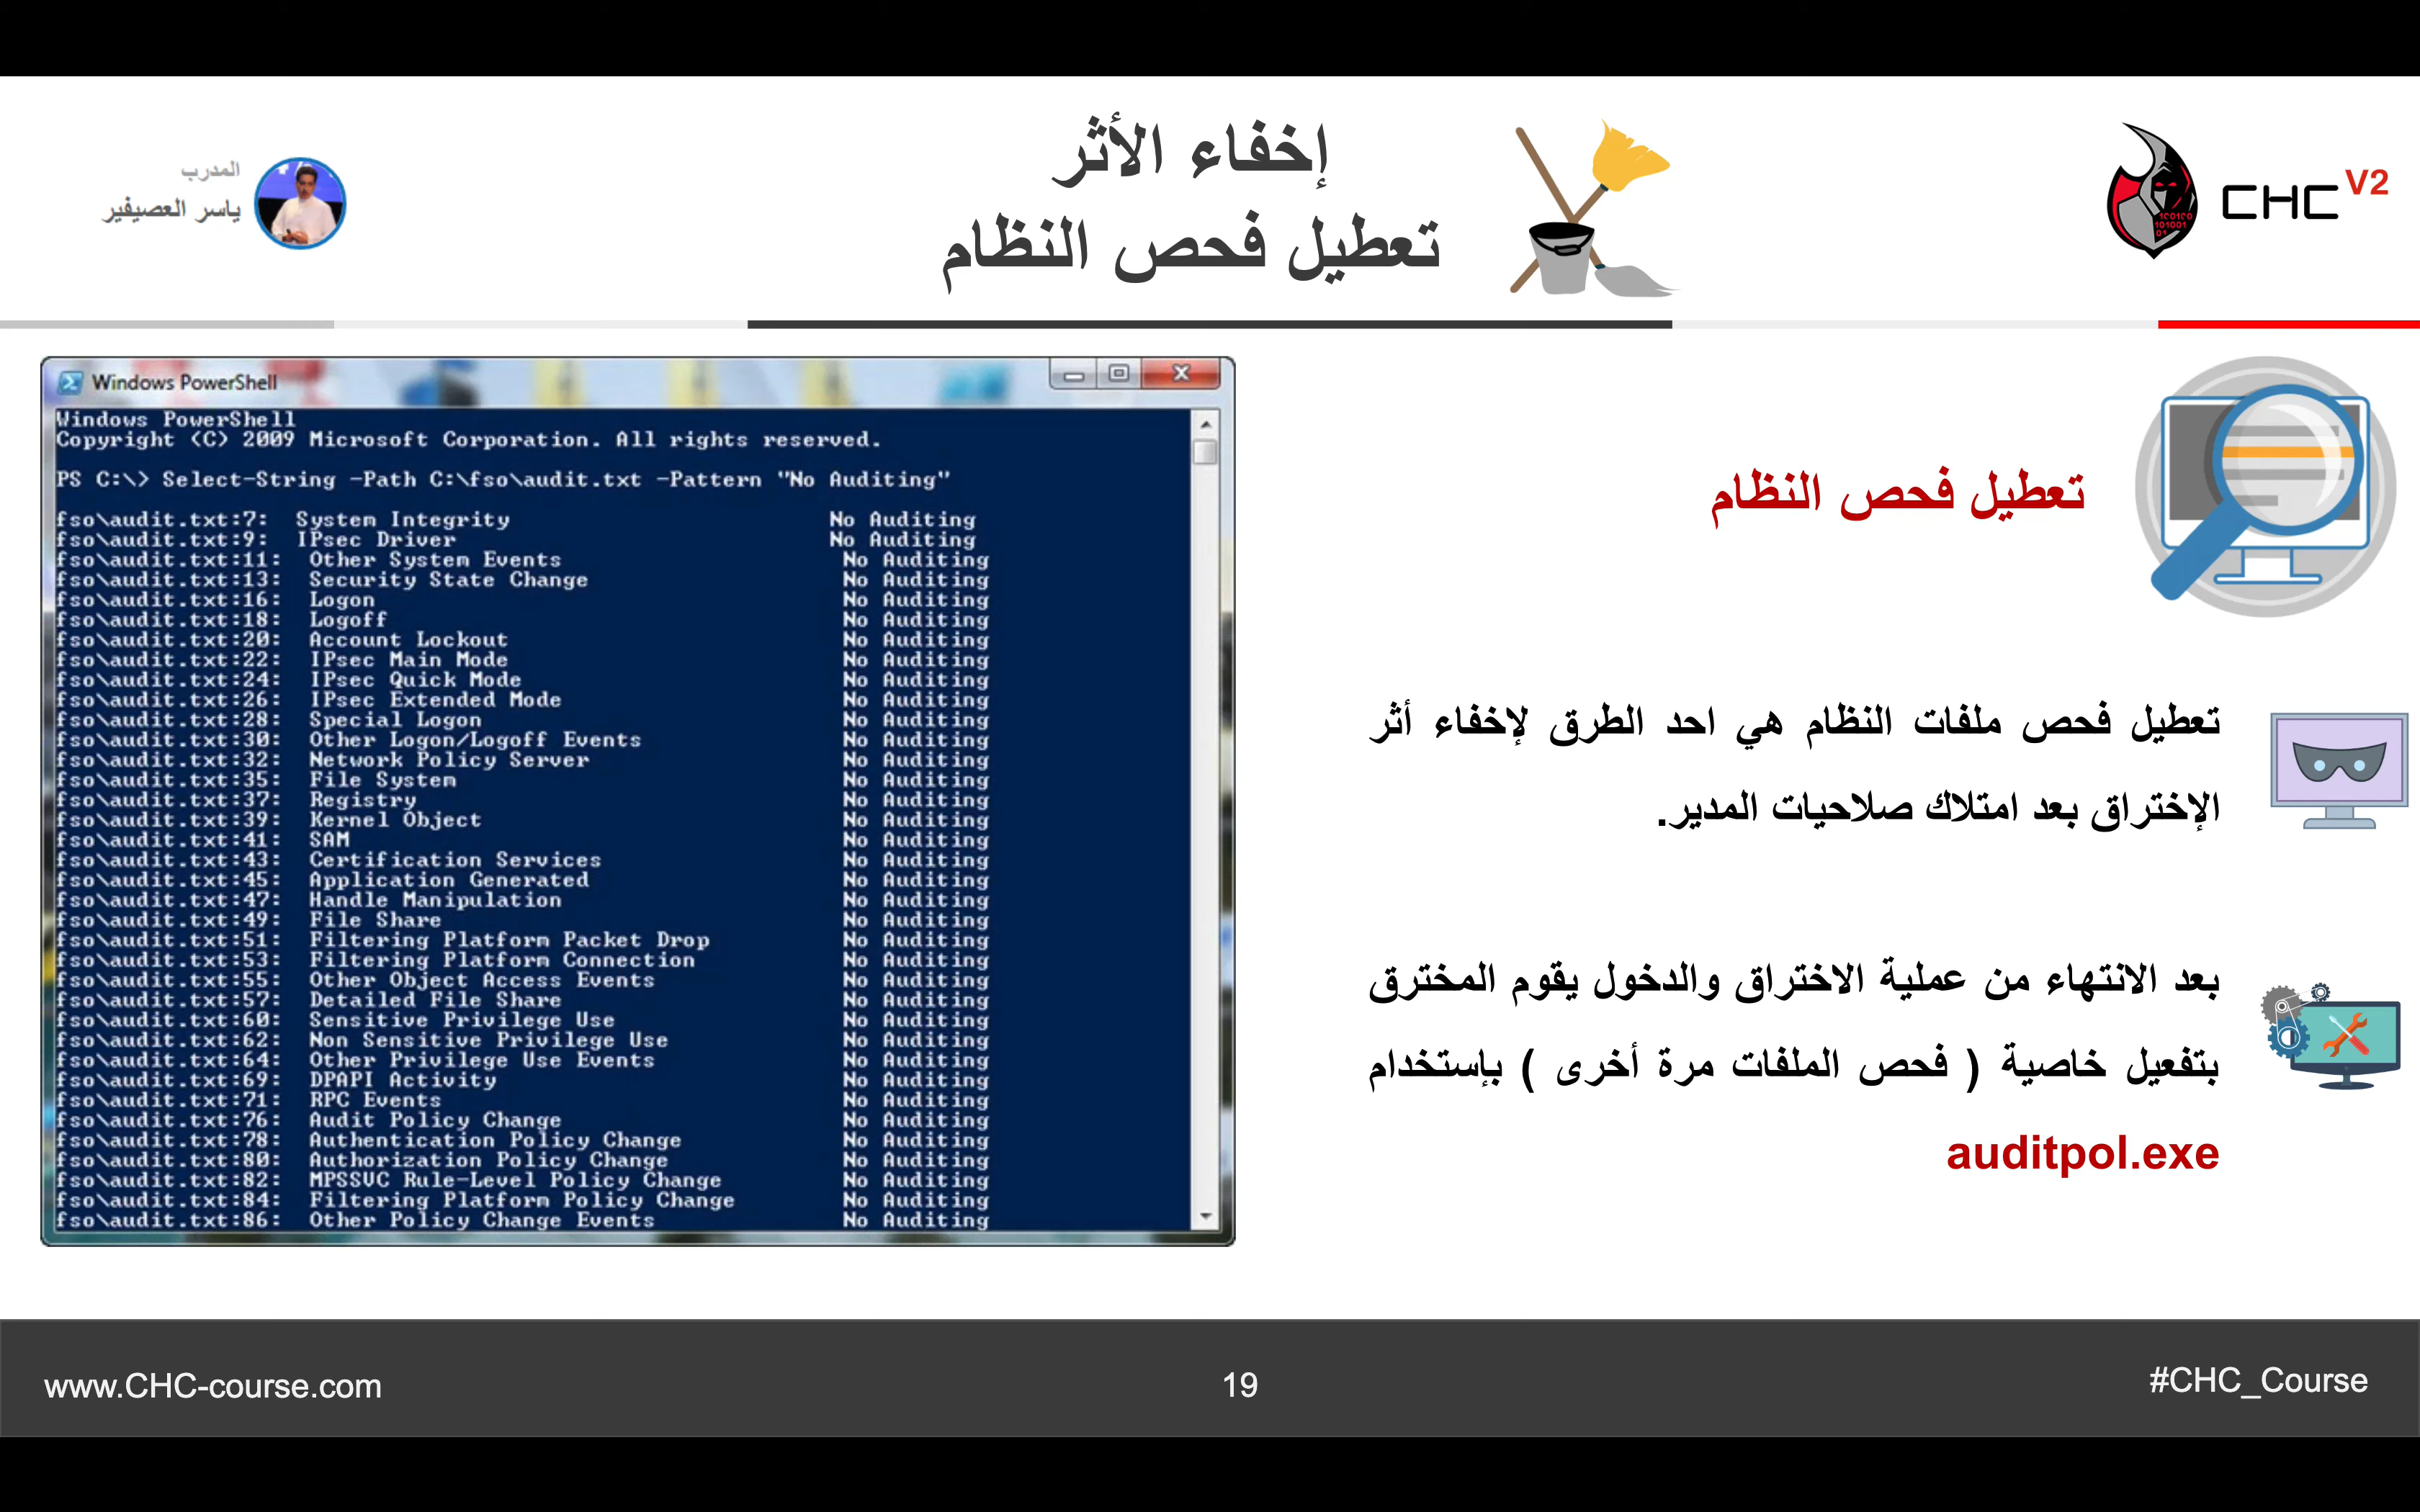 المدرب
ياسر العصيفير
إخفاء الأثر
تعطيل فحص النظام
CHC V2
Windows PowerShell
Windows PowerShell
Copyright (C) 2009 Microsoft Corporation. All rights reserved.
PS C:\> Select-String -Path C:\fso\audit.txt -Pattern "No Auditing"
fso\audit.txt:7: System Integrity No Auditing
fso\audit.txt:9: IPsec Driver No Auditing
fso\audit.txt:11: Other System Events No Auditing
fso\audit.txt:13: Security State Change No Auditing
fso\audit.txt:16: Logon No Auditing
fso\audit.txt:18: Logoff No Auditing
fso\audit.txt:20: Account Lockout No Auditing
fso\audit.txt:22: IPsec Main Mode No Auditing
fso\audit.txt:24: IPsec Quick Mode No Auditing
fso\audit.txt:26: IPsec Extended Mode No Auditing
fso\audit.txt:28: Special Logon No Auditing
fso\audit.txt:30: Other Logon/Logoff Events No Auditing
fso\audit.txt:32: Network Policy Server No Auditing
fso\audit.txt:35: File System No Auditing
fso\audit.txt:37: Registry No Auditing
fso\audit.txt:39: Kernel Object No Auditing
fso\audit.txt:41: SAM No Auditing
fso\audit.txt:43: Certification Services No Auditing
fso\audit.txt:45: Application Generated No Auditing
fso\audit.txt:47: Handle Manipulation No Auditing
fso\audit.txt:49: File Share No Auditing
fso\audit.txt:51: Filtering Platform Packet Drop No Auditing
fso\audit.txt:53: Filtering Platform Connection No Auditing
fso\audit.txt:55: Other Object Access Events No Auditing
fso\audit.txt:57: Detailed File Share No Auditing
fso\audit.txt:60: Sensitive Privilege Use No Auditing
fso\audit.txt:62: Non Sensitive Privilege Use No Auditing
fso\audit.txt:64: Other Privilege Use Events No Auditing
fso\audit.txt:69: DPAPI Activity No Auditing
fso\audit.txt:71: RPC Events No Auditing
fso\audit.txt:76: Audit Policy Change No Auditing
fso\audit.txt:78: Authentication Policy Change No Auditing
fso\audit.txt:80: Authorization Policy Change No Auditing
fso\audit.txt:82: MPSSVC Rule-Level Policy Change No Auditing
fso\audit.txt:84: Filtering Platform Policy Change No Auditing
fso\audit.txt:86: Other Policy Change Events No Auditing
تعطيل فحص النظام
تعطيل فحص ملفات النظام هي احد الطرق لإخفاء أثر
الإختراق بعد امتلاك صلاحيات المدير.
بعد الانتهاء من عملية الاختراق والدخول يقوم المخترق
بتفعيل خاصية ( فحص الملفات مرة أخرى ) بإستخدام
auditpol.exe
www.CHC-course.com
19
#CHC_Course